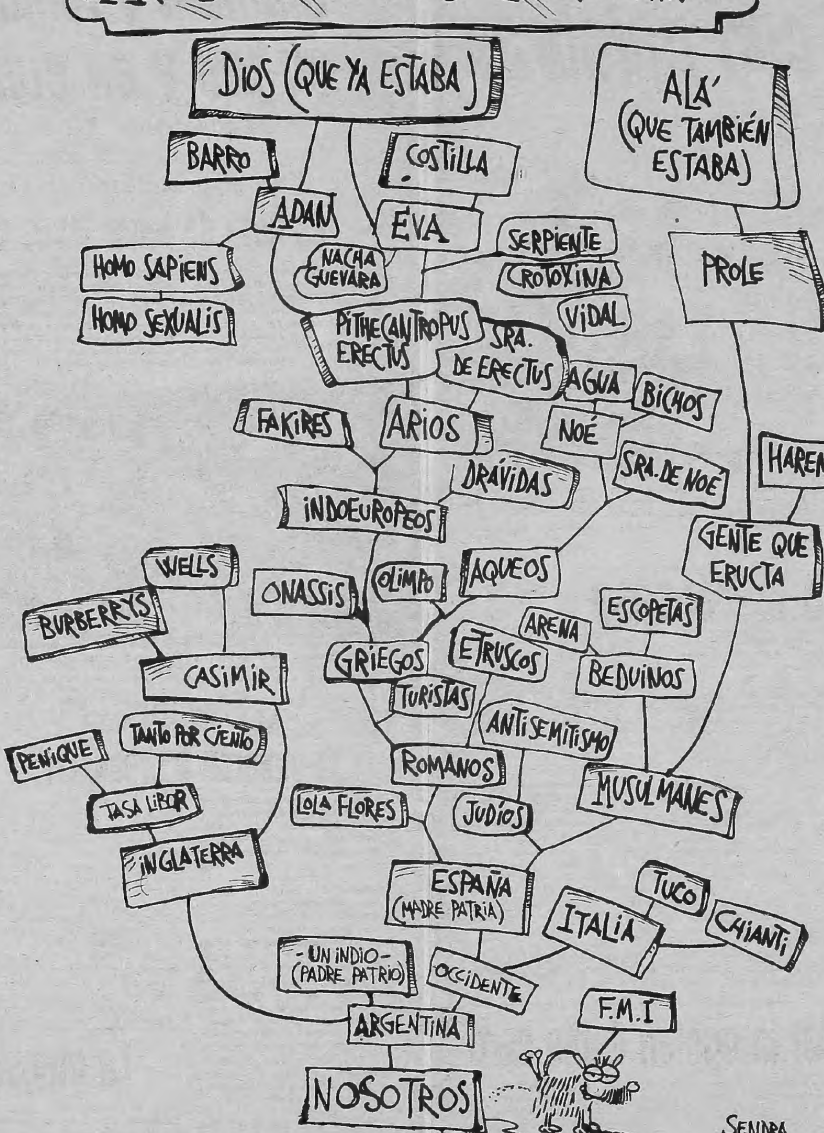 DIOS (QUE YA ESTABA)
ALÁ
(QUE TAMBIÉN
ESTABA)
BARRO
COSTILLA
ADAN
EVA
SERPIENTE
NACHA
GUEVARA
CROTOXINA
HOMO SAPIENS
PROLE
HOMO SEXUALIS
VIDAL
PITHECANTROPUS
ERECTUS
SRA.
DE ERECTUS
AGUA
BICHOS
FAKIRES
ARIOS
NOÉ
DRÁVIDAS
SRA. DE NOE
HAREN
INDOEUROPEOS
GENTE QUE
ERUCTA
WELLS
ONASSIS
OLIMPO
AQUEOS
BURBERRYS
ARENA
ESCOPETAS
CASIMIR
GRIEGOS
ETRUSCOS
BEDUINOS
TURISTAS
PENIQUE
TANTO POR CIENTO
ANTISEMITISMO
ROMANOS
TASA LIBOR
LOLA FLORES
JUDÍOS
MUSULMANES
INGLATERRA
ESPAÑA
(MADRE PATRIA)
ITALIA
TUCO
CHIANTI
- UN INDIO -
(PADRE PATRIO)
OCCIDENTE
F.M.I
ARGENTINA
NOSOTROS
SENDRA